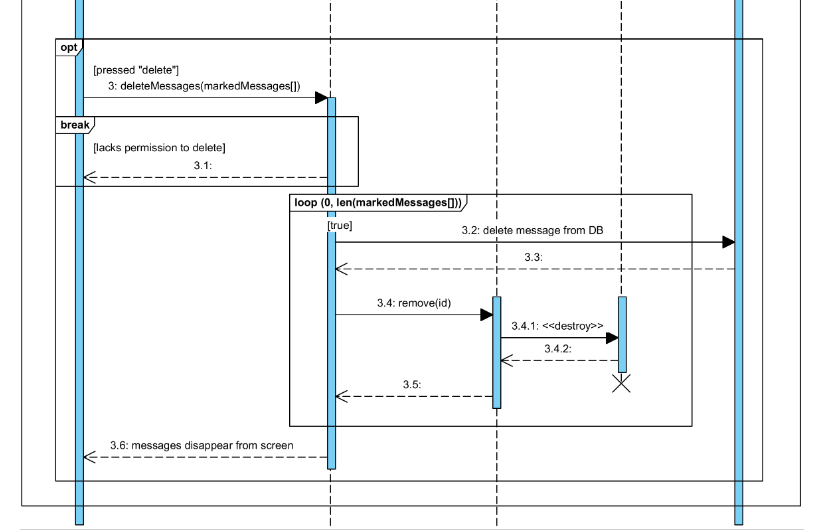 opt
[pressed "delete"]
3: deleteMessages(markedMessages[])
break
[lacks permission to delete]
3.1:
loop (0, len(markedMessages[]))
[true]
3.2: delete message from DB
3.3:
3.4: remove(id)
3.4.1: <<destroy>>
3.4.2:
3.5:
3.6: messages disappear from screen